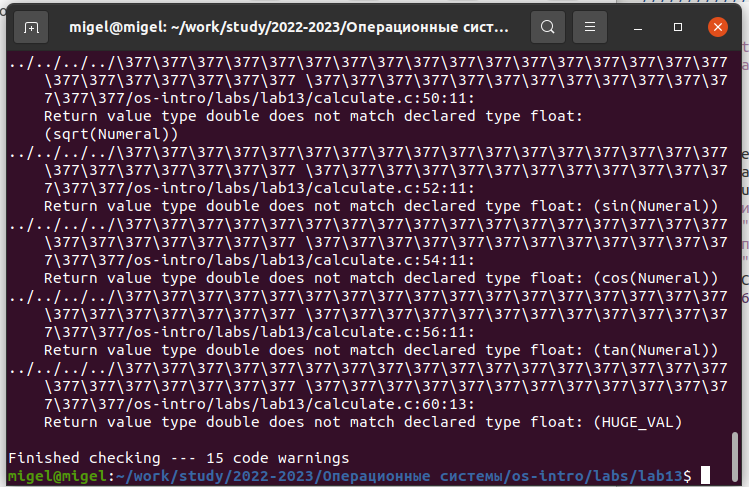 migel@migel: ~/work/study/2022-2023/Операционные сист…
../../../../\377\377\377\377\377\377\377\377\377\377\377\377\377\377\377\377\377
\377\377\377\377\377\377\377 \377\377\377\377\377\377\377\377\377\377\377\37
7\377\377/os-intro/labs/lab13/calculate.c:50:11:
Return value type double does not match declared type float:
(sqrt(Numeral))
../../../../\377\377\377\377\377\377\377\377\377\377\377\377\377\377\377\377\377
\377\377\377\377\377\377\377 \377\377\377\377\377\377\377\377\377\377\377\37
7\377\377/os-intro/labs/lab13/calculate.c:52:11:
Return value type double does not match declared type float: (sin(Numeral))
../../../../\377\377\377\377\377\377\377\377\377\377\377\377\377\377\377\377\377
\377\377\377\377\377\377\377 \377\377\377\377\377\377\377\377\377\377\377\37
7\377\377/os-intro/labs/lab13/calculate.c:54:11:
Return value type double does not match declared type float: (cos(Numeral))
../../../../\377\377\377\377\377\377\377\377\377\377\377\377\377\377\377\377\377
\377\377\377\377\377\377\377 \377\377\377\377\377\377\377\377\377\377\377\37
7\377\377/os-intro/labs/lab13/calculate.c:56:11:
Return value type double does not match declared type float: (tan(Numeral))
../../../../\377\377\377\377\377\377\377\377\377\377\377\377\377\377\377\377\377
\377\377\377\377\377\377\377 \377\377\377\377\377\377\377\377\377\377\377\37
7\377\377/os-intro/labs/lab13/calculate.c:60:13:
Return value type double does not match declared type float: (HUGE_VAL)
Finished checking --- 15 code warnings
migel@migel:~/work/study/2022-2023/Операционные системы/os-intro/labs/lab13$